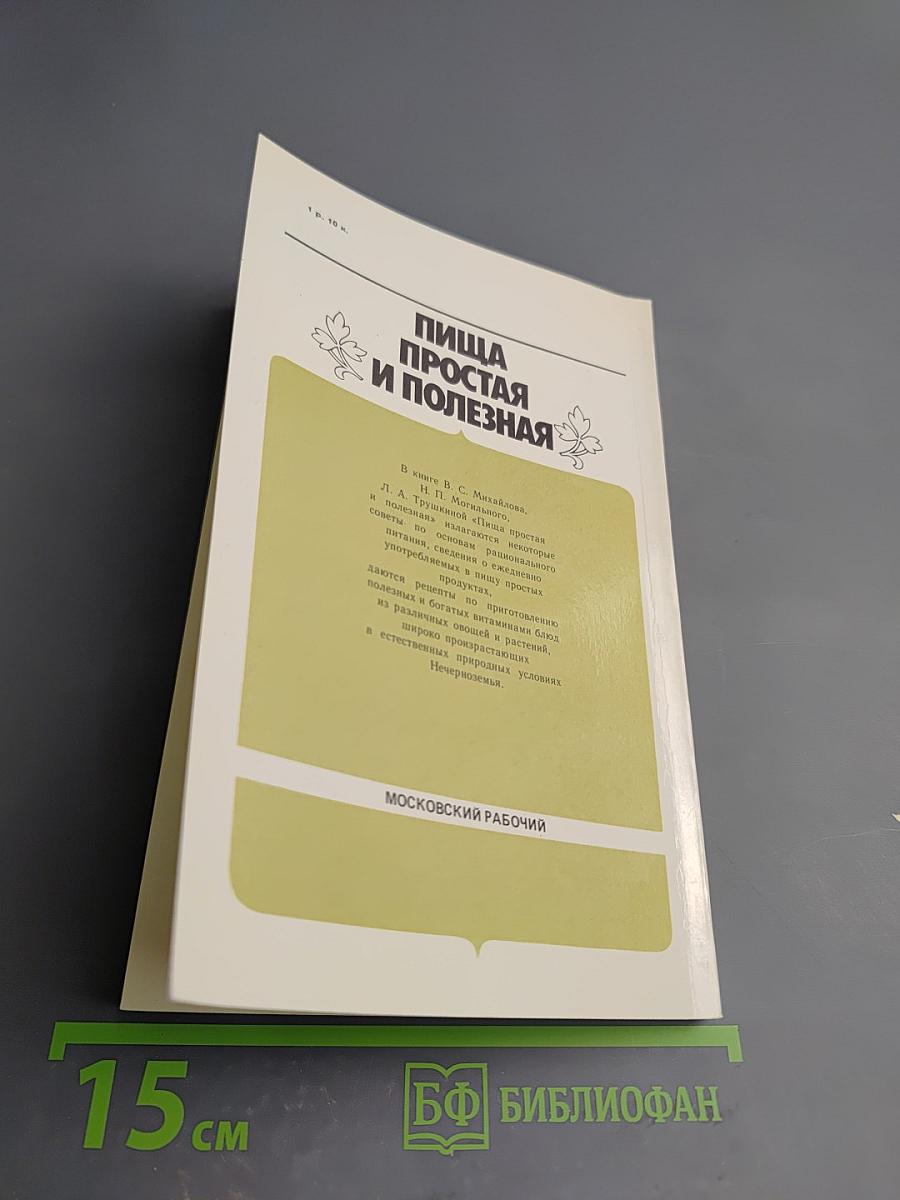 1 р. 10 к.
ПИЩА
ПРОСТАЯ
И ПОЛЕЗНАЯ
В книге В. С. Михайлова,
Н. П. Могильного,
Л. А. Трушкиной «Пища простая
и полезная» излагаются некоторые
советы по основам рационального
питания, сведения о ежедневно
употребляемых в пищу простых
продуктах,
даются рецепты по приготовлению
полезных и богатых витаминами блюд
из различных овощей и растений,
широко произрастающих
в естественных природных условиях
Нечерноземья.
МОСКОВСКИЙ РАБОЧИЙ
15 см
БФ БИБЛИОФАН